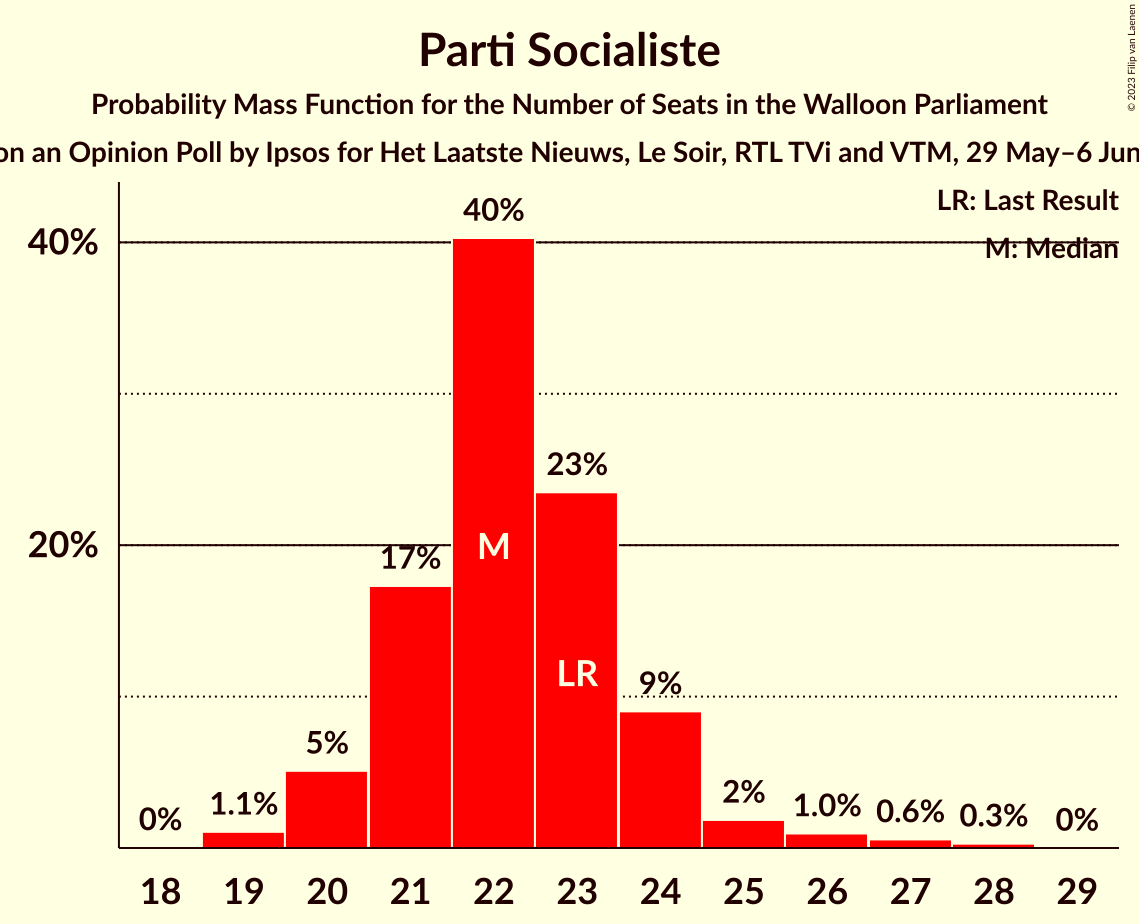 Parti Socialiste
Probability Mass Function for the Number of Seats in the Walloon Parliament
on an Opinion Poll by Ipsos for Het Laatste Nieuws, Le Soir, RTL TVi and VTM, 29 May–6 Jun
© 2023 Filip van Laenen
LR: Last Result
M: Median
40%
20%
0%
1.1%
5%
17%
40%
23%
9%
2%
1.0%
0.6%
0.3%
0%
M
LR
18 19 20 21 22 23 24 25 26 27 28 29